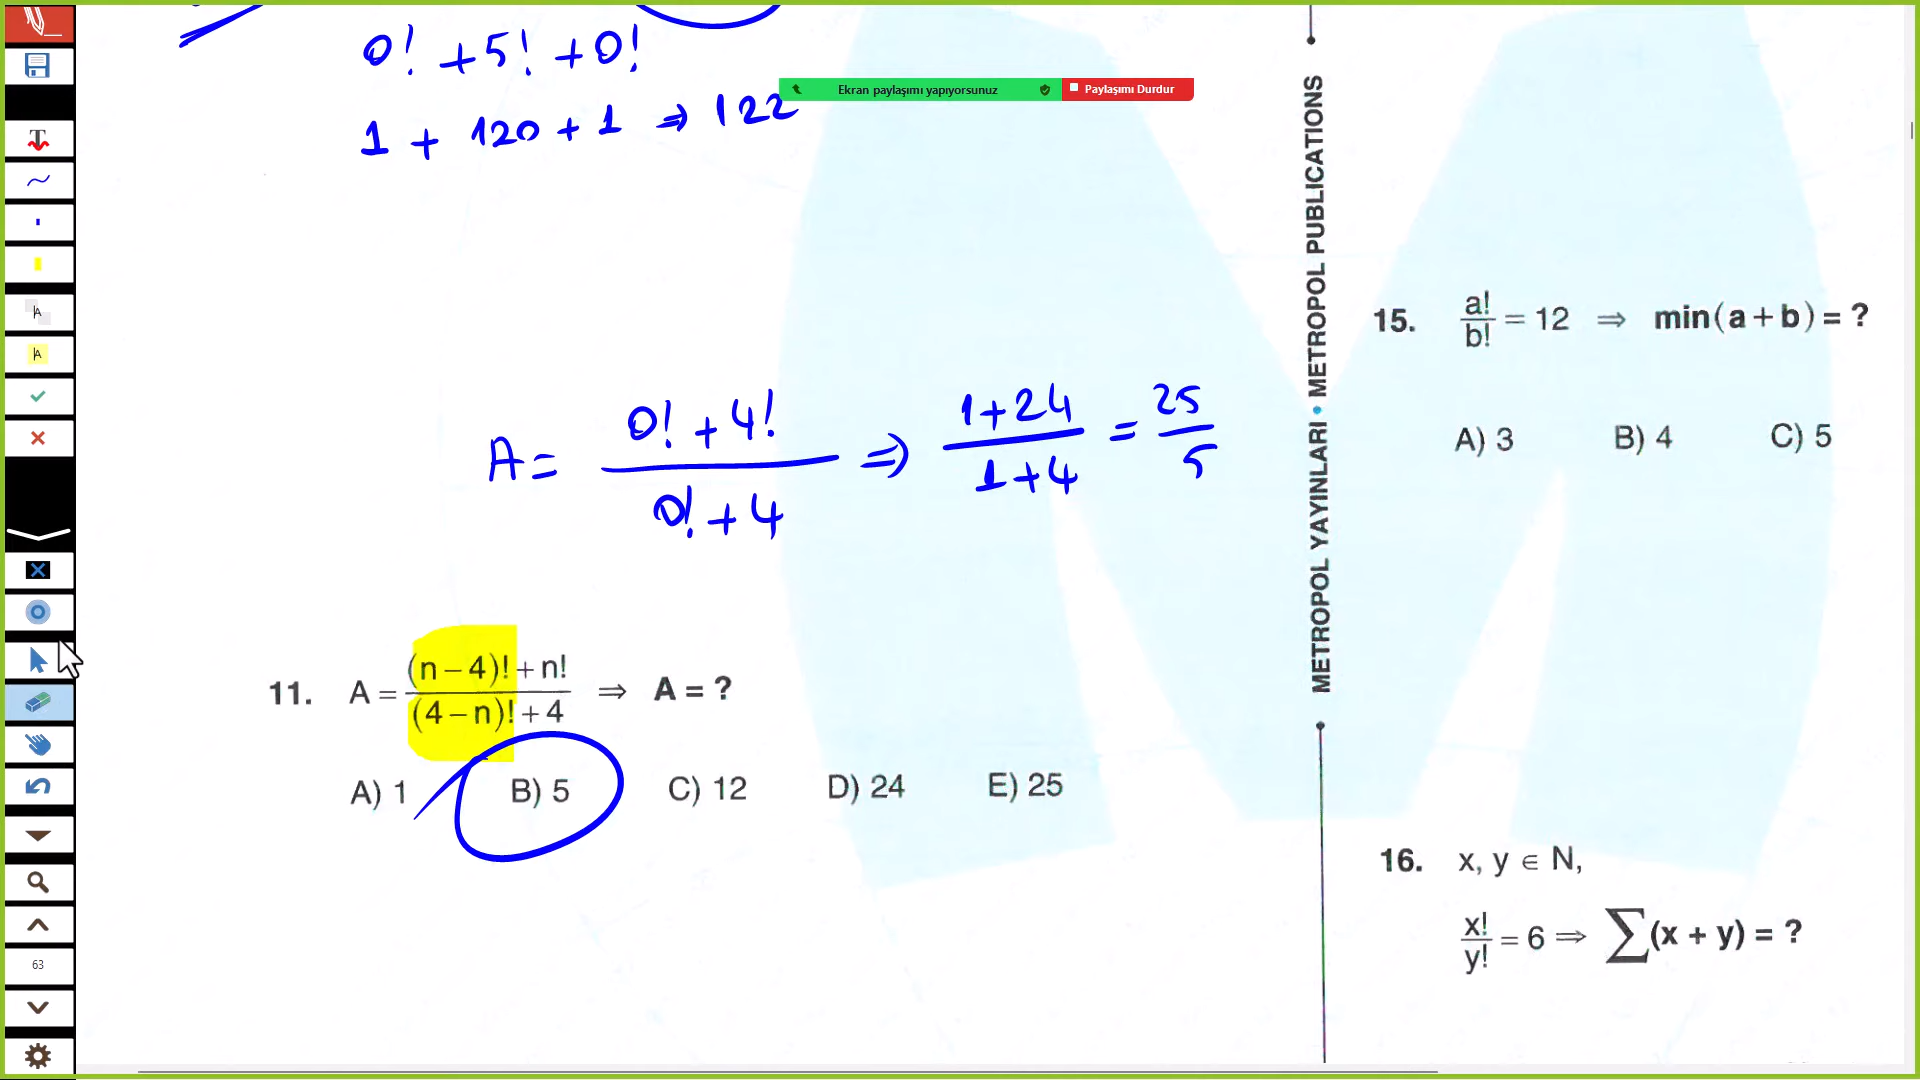 0! + 5! + 0!
1 + 120 + 1 ⇒ 122
Ekran paylaşımı yapıyorsunuz
Paylaşımı Durdur
A = (0! + 4!) / (0! + 4) ⇒ (1 + 24) / (1 + 4) = 25 / 5
11. A = ((n − 4)! + n!) / ((4 − n)! + 4) ⇒ A = ?
A) 1 B) 5 C) 12 D) 24 E) 25
METROPOL YAYINLARI • METROPOL PUBLICATIONS
15. a! / b! = 12 ⇒ min(a + b) = ?
A) 3 B) 4 C) 5
16. x, y ∈ N,
x! / y! = 6 ⇒ ∑(x + y) = ?
T
A
A
63